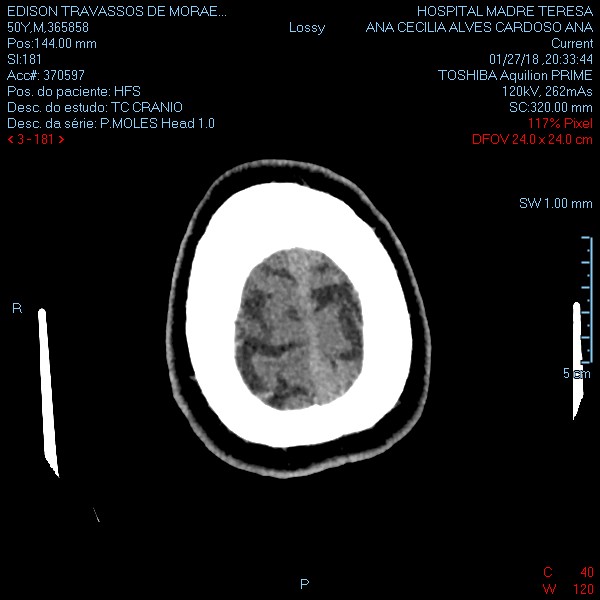 EDISON TRAVASSOS DE MORAE...
50Y,M,365858
Pos:144.00 mm
SI:181
Acc#: 370597
Pos. do paciente: HFS
Desc. do estudo: TC CRANIO
Desc. da série: P.MOLES Head 1.0
< 3 - 181 >
Lossy
HOSPITAL MADRE TERESA
ANA CECILIA ALVES CARDOSO ANA
Current
01/27/18 ,20:33:44
TOSHIBA Aquilion PRIME
120kV, 262mAs
SC:320.00 mm
117% Pixel
DFOV 24.0 x 24.0 cm
SW 1.00 mm
R
5 cm
P
C 40
W 120